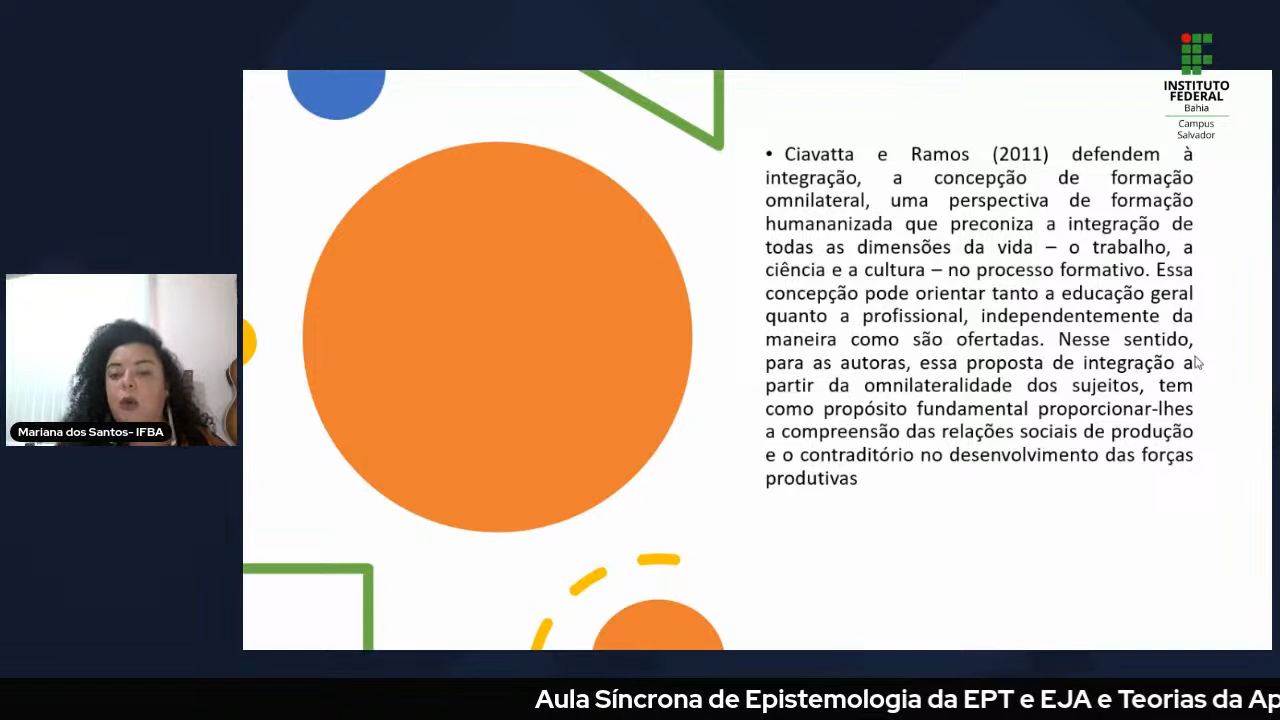 INSTITUTO
FEDERAL
Bahia
Campus
Salvador
• Ciavatta e Ramos (2011) defendem à
integração, a concepção de formação
omnilateral, uma perspectiva de formação
humananizada que preconiza a integração de
todas as dimensões da vida – o trabalho, a
ciência e a cultura – no processo formativo. Essa
concepção pode orientar tanto a educação geral
quanto a profissional, independentemente da
maneira como são ofertadas. Nesse sentido,
para as autoras, essa proposta de integração a
partir da omnilateralidade dos sujeitos, tem
como propósito fundamental proporcionar-lhes
a compreensão das relações sociais de produção
e o contraditório no desenvolvimento das forças
produtivas
Mariana dos Santos- IFBA
Aula Síncrona de Epistemologia da EPT e EJA e Teorias da Ap